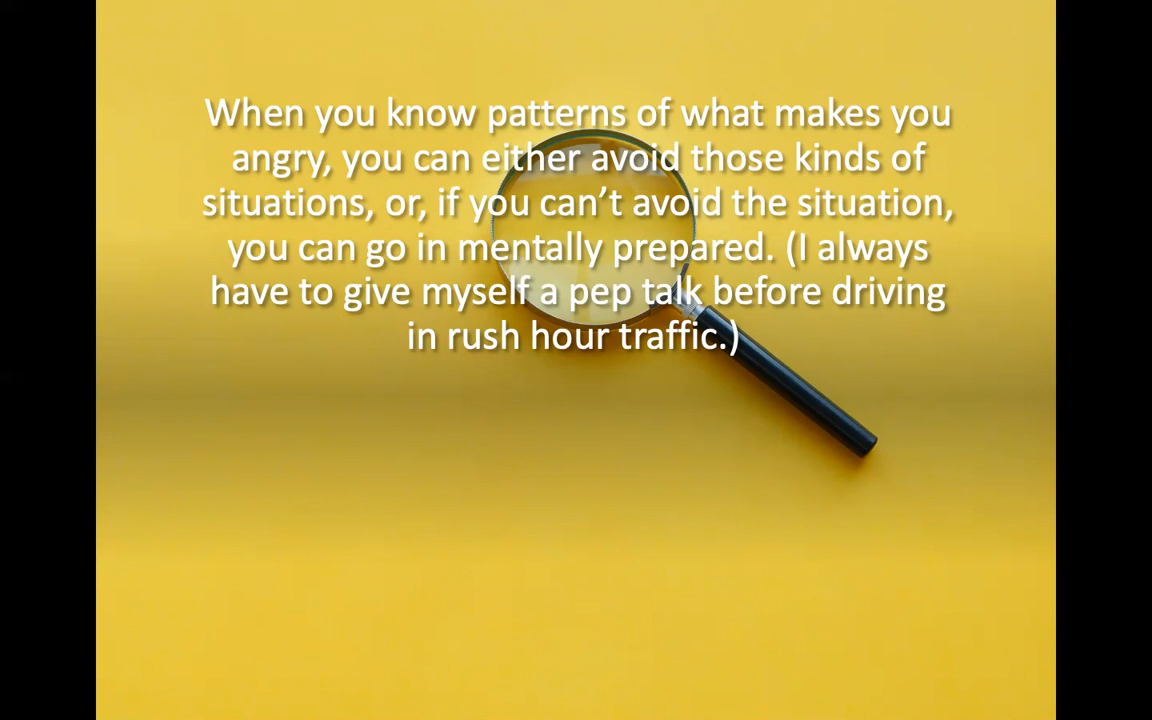 When you know patterns of what makes you
angry, you can either avoid those kinds of
situations, or, if you can’t avoid the situation,
you can go in mentally prepared. (I always
have to give myself a pep talk before driving
in rush hour traffic.)